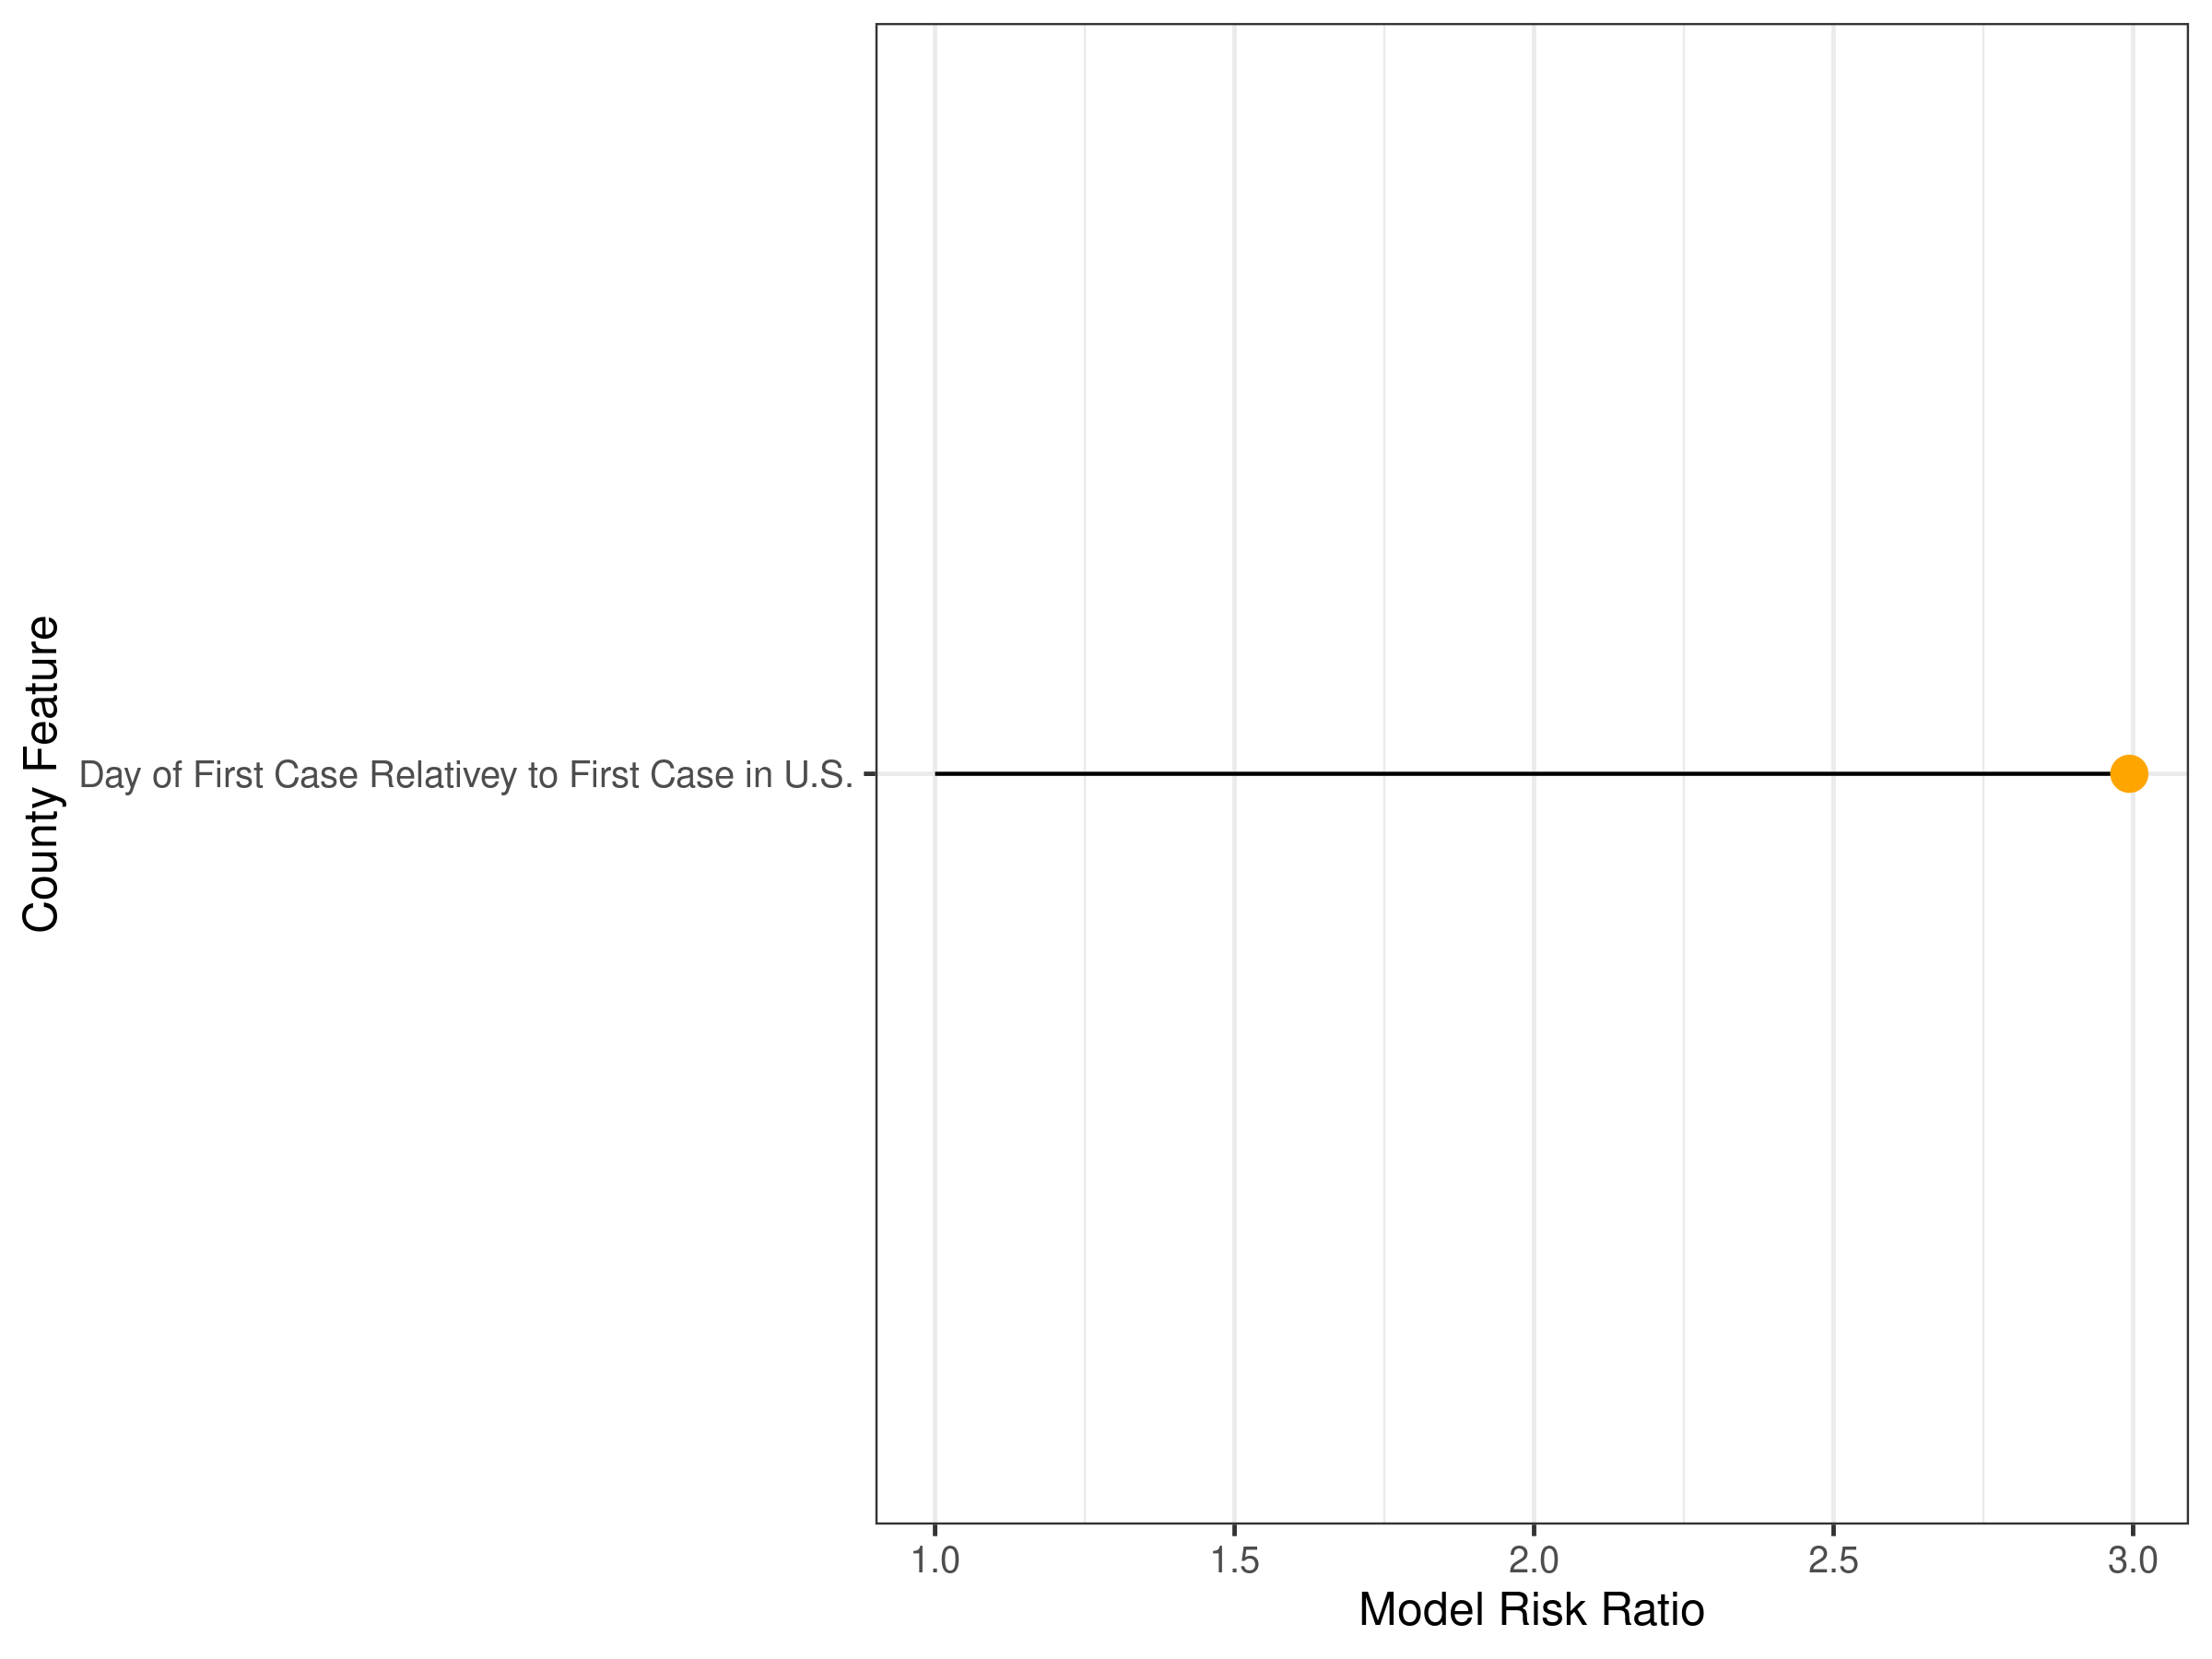 County Feature
Day of First Case Relativey to First Case in U.S.
1.0
1.5
2.0
2.5
3.0
Model Risk Ratio